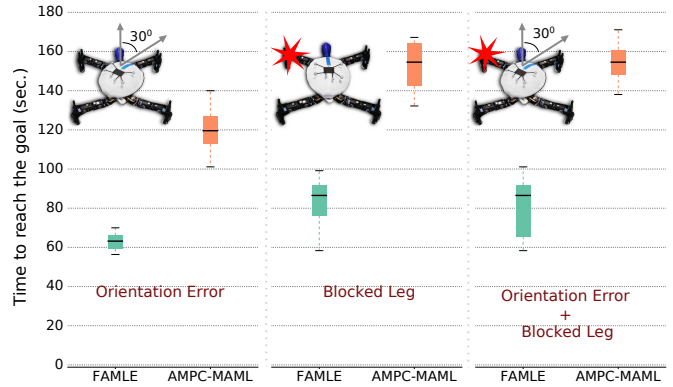 Time to reach the goal (sec.)
180
160
140
120
100
80
60
40
20
0
30⁰
30⁰
Orientation Error
Blocked Leg
Orientation Error
+
Blocked Leg
FAMLE AMPC-MAML FAMLE AMPC-MAML FAMLE AMPC-MAML